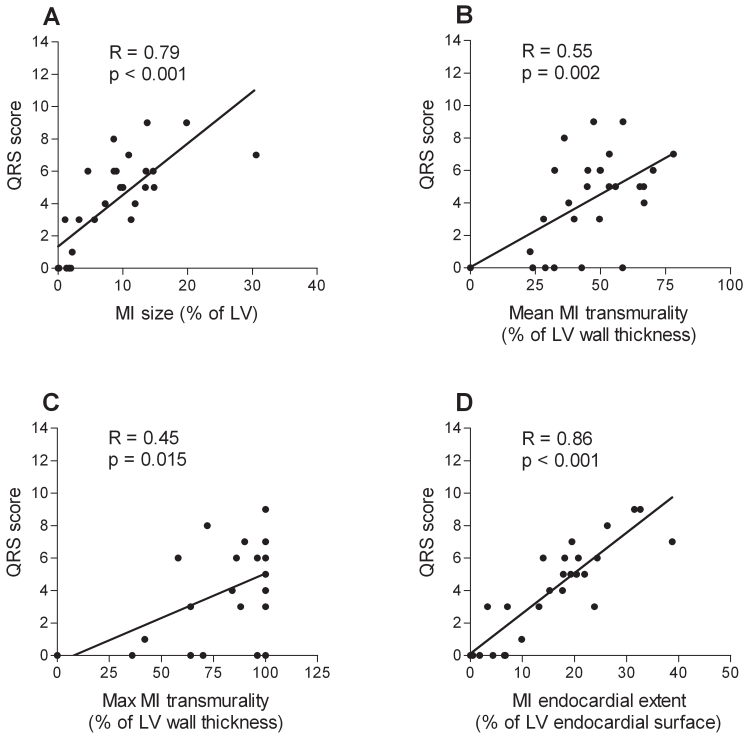 A
R = 0.79
p < 0.001
QRS score
14
12
10
8
6
4
2
0
0 10 20 30 40
MI size (% of LV)
B
R = 0.55
p = 0.002
QRS score
14
12
10
8
6
4
2
0
0 25 50 75 100
Mean MI transmurality
(% of LV wall thickness)
C
R = 0.45
p = 0.015
QRS score
14
12
10
8
6
4
2
0
0 25 50 75 100 125
Max MI transmurality
(% of LV wall thickness)
D
R = 0.86
p < 0.001
QRS score
14
12
10
8
6
4
2
0
0 10 20 30 40 50
MI endocardial extent
(% of LV endocardial surface)